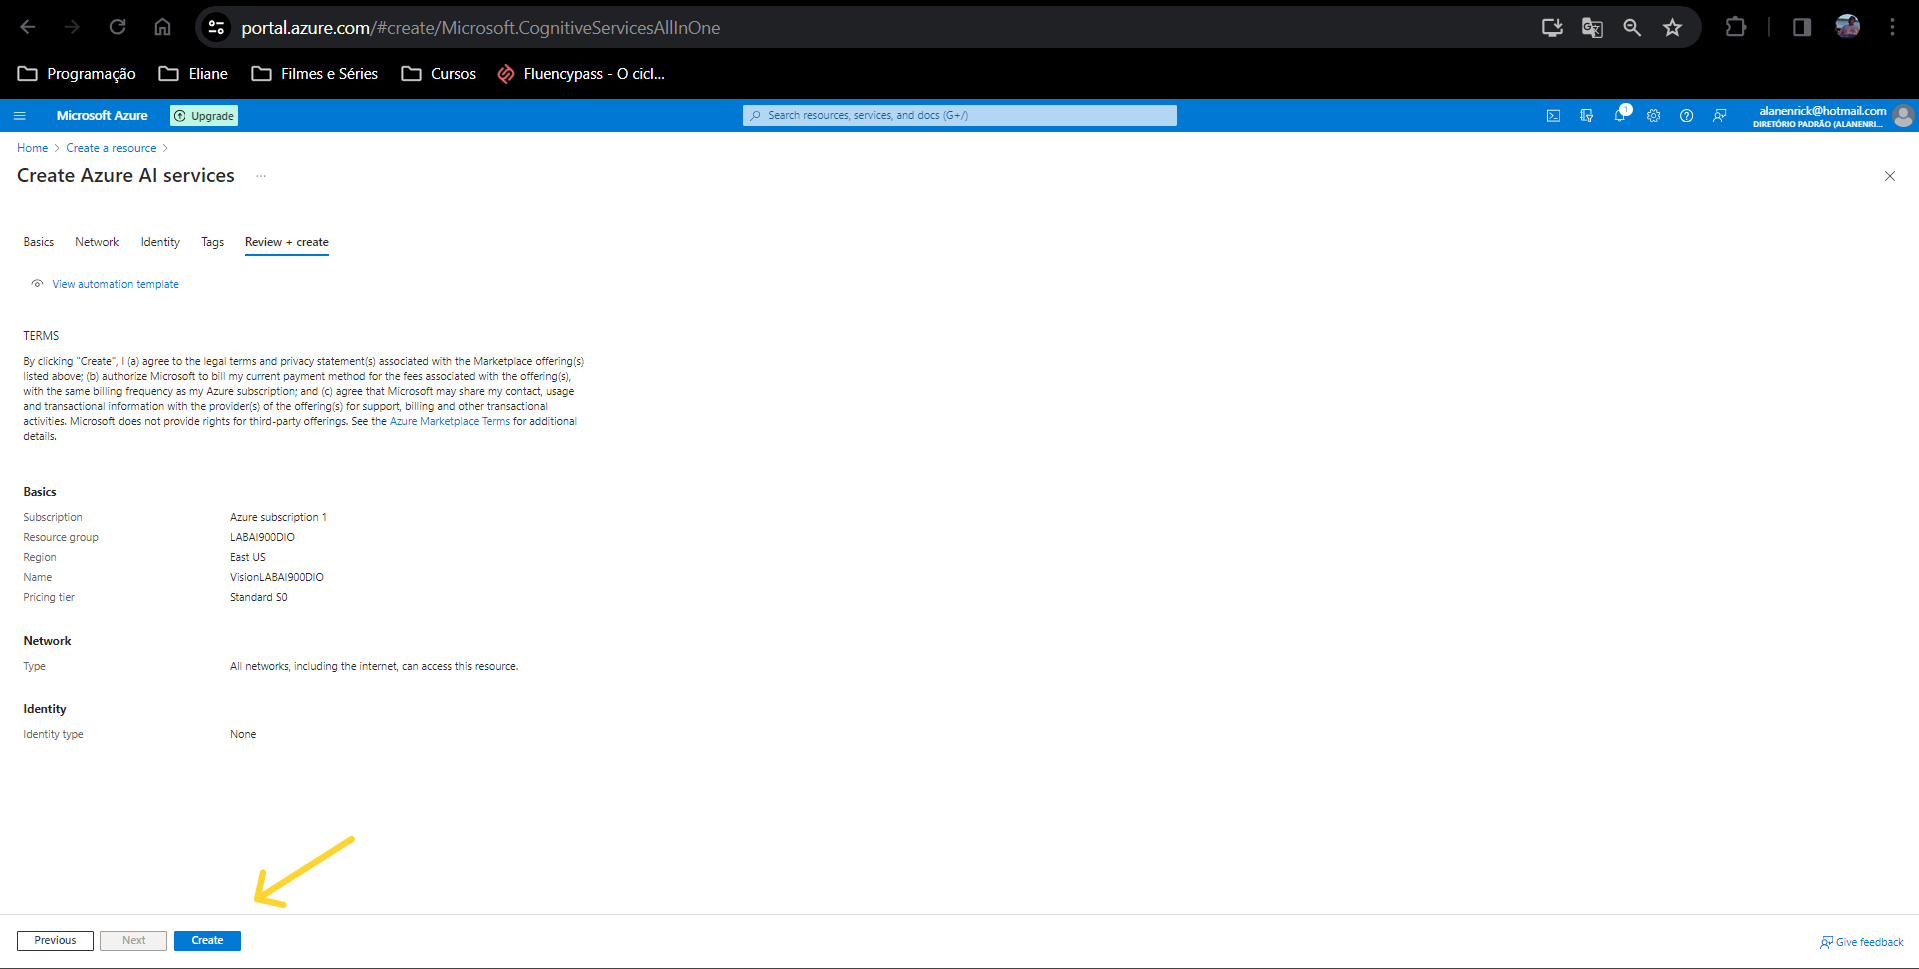 portal.azure.com/#create/Microsoft.CognitiveServicesAllInOne
Programação Eliane Filmes e Séries Cursos Fluencypass - O cicl...
Microsoft Azure Upgrade Search resources, services, and docs (G+/) 1 alanenrick@hotmail.com
DIRETÓRIO PADRÃO (ALANENRI...
Home > Create a resource >
Create Azure AI services ...
Basics Network Identity Tags Review + create
View automation template
TERMS
By clicking "Create", I (a) agree to the legal terms and privacy statement(s) associated with the Marketplace offering(s)
listed above; (b) authorize Microsoft to bill my current payment method for the fees associated with the offering(s),
with the same billing frequency as my Azure subscription; and (c) agree that Microsoft may share my contact, usage
and transactional information with the provider(s) of the offering(s) for support, billing and other transactional
activities. Microsoft does not provide rights for third-party offerings. See the Azure Marketplace Terms for additional
details.
Basics
Subscription Azure subscription 1
Resource group LABAI900DIO
Region East US
Name VisionLABAI900DIO
Pricing tier Standard S0
Network
Type All networks, including the internet, can access this resource.
Identity
Identity type None
Previous Next Create
Give feedback